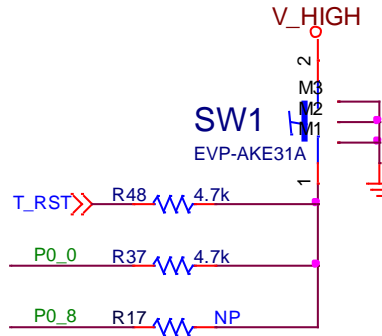 V_HIGH
2
M3
M2
M1
SW1
EVP-AKE31A
1
T_RST R48 4.7k
P0_0 R37 4.7k
P0_8 R17 NP